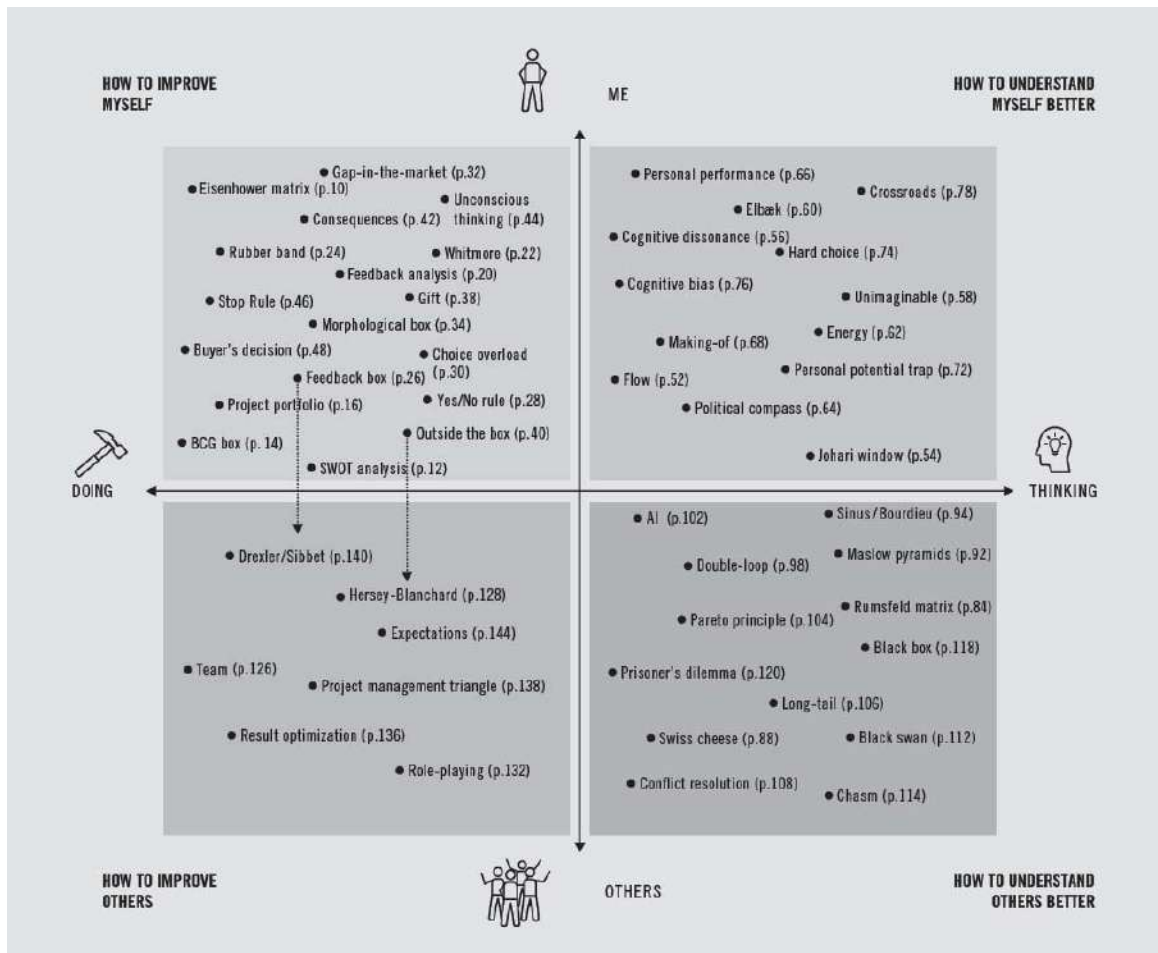 HOW TO IMPROVE
MYSELF
ME
HOW TO UNDERSTAND
MYSELF BETTER
Gap-in-the-market (p.32)
Eisenhower matrix (p.10)
Unconscious
thinking (p.44)
Consequences (p.42)
Rubber band (p.24)
Whitmore (p.22)
Feedback analysis (p.20)
Stop Rule (p.46)
Gift (p.38)
Morphological box (p.34)
Buyer's decision (p.48)
Choice overload
(p.30)
Feedback box (p.26)
Project portfolio (p.16)
Yes/No rule (p.28)
Outside the box (p.40)
BCG box (p. 14)
SWOT analysis (p.12)
Personal performance (p.66)
Crossroads (p.78)
Elbæk (p.60)
Cognitive dissonance (p.56)
Hard choice (p.74)
Cognitive bias (p.76)
Unimaginable (p.58)
Energy (p.62)
Making-of (p.68)
Personal potential trap (p.72)
Flow (p.52)
Political compass (p.64)
Johari window (p.54)
DOING
THINKING
Drexler/Sibbet (p.140)
Hersey-Blanchard (p.128)
Expectations (p.144)
Team (p.126)
Project management triangle (p.138)
Result optimization (p.136)
Role-playing (p.132)
AI (p.102)
Sinus/Bourdieu (p.94)
Maslow pyramids (p.92)
Double-loop (p.98)
Rumsfeld matrix (p.84)
Pareto principle (p.104)
Black box (p.118)
Prisoner's dilemma (p.120)
Long-tail (p.106)
Swiss cheese (p.88)
Black swan (p.112)
Conflict resolution (p.108)
Chasm (p.114)
HOW TO IMPROVE
OTHERS
OTHERS
HOW TO UNDERSTAND
OTHERS BETTER